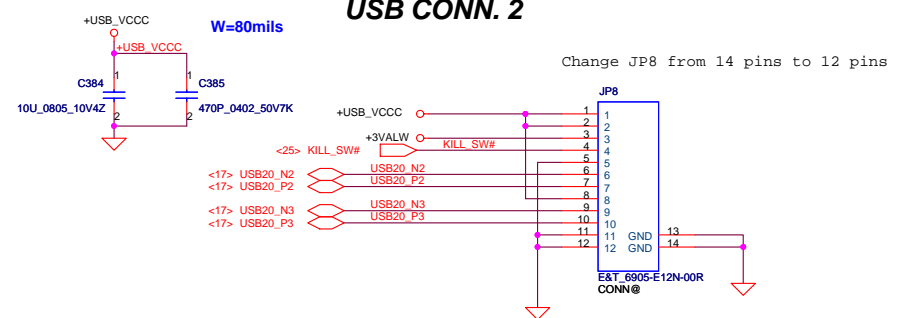 USB CONN. 2
+USB_VCCC
W=80mils
+USB_VCCC
1
1
C384
C385
10U_0805_10V4Z
470P_0402_50V7K
2
2
Change JP8 from 14 pins to 12 pins
JP8
+USB_VCCC
1 1
2 2
+3VALW
3 3
<25> KILL_SW#
KILL_SW#
4 4
5 5
<17> USB20_N2
USB20_N2
6 6
<17> USB20_P2
USB20_P2
7 7
8 8
<17> USB20_N3
USB20_N3
9 9
<17> USB20_P3
USB20_P3
10 10
11 11 GND 13
12 12 GND 14
E&T_6905-E12N-00R
CONN@